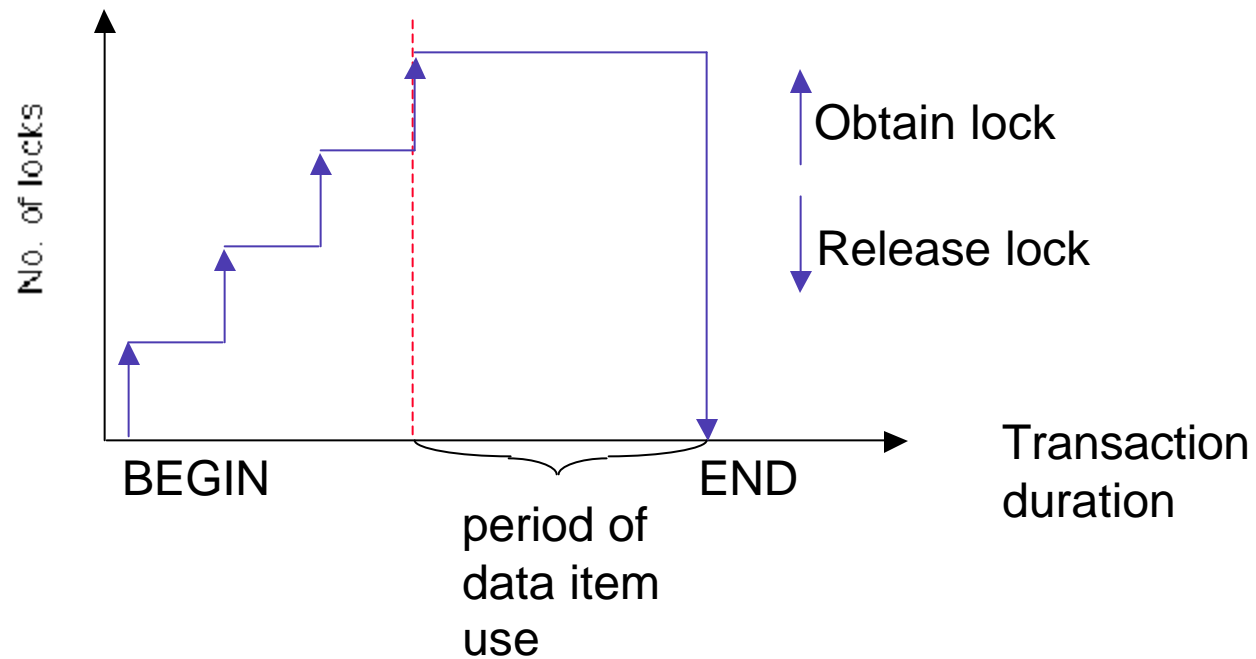 No. of locks
Obtain lock
Release lock
BEGIN
END
Transaction
duration
period of
data item
use